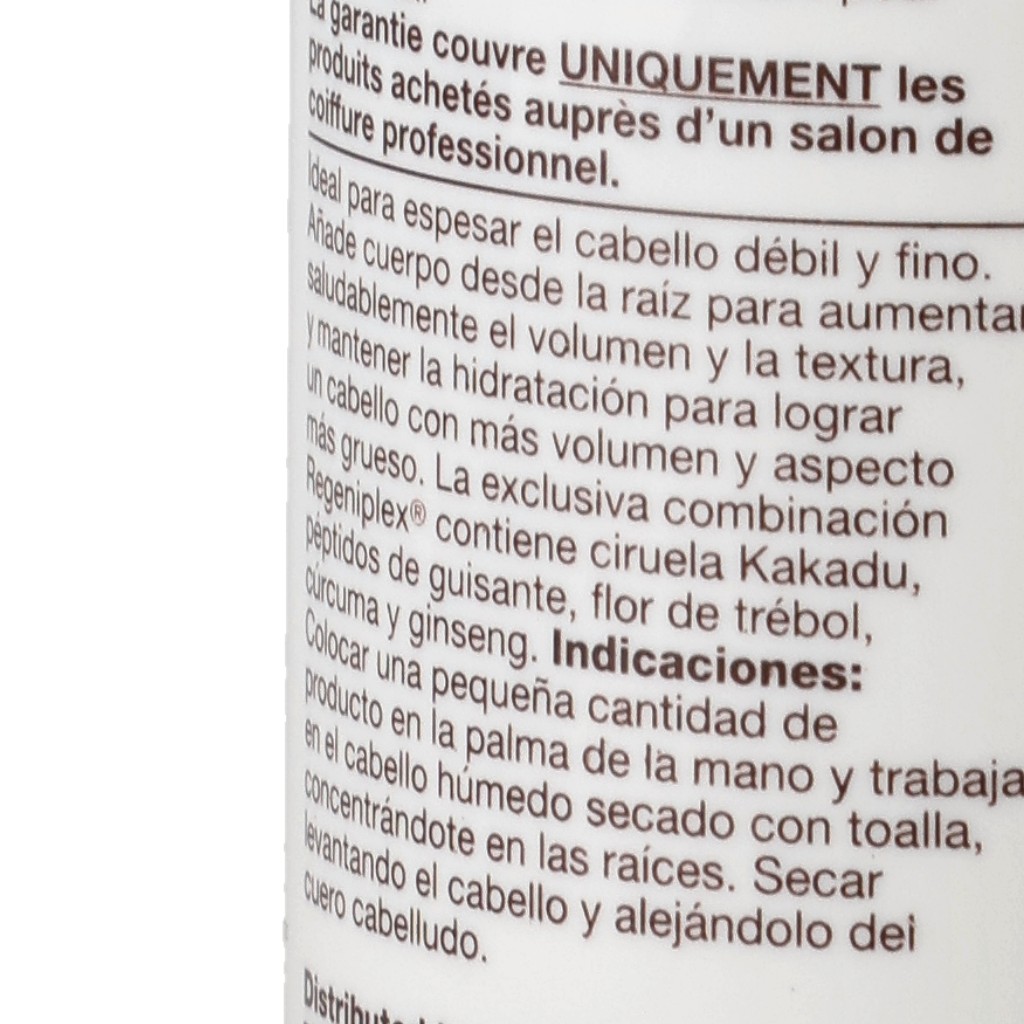 La garantie couvre UNIQUEMENT les
produits achetés auprès d'un salon de
coiffure professionnel.
Idéal para espesar el cabello débil y fino.
Añade cuerpo desde la raíz para aumentar
saludablemente el volumen y la textura,
y mantener la hidratación para lograr
un cabello con más volumen y aspecto
más grueso. La exclusiva combinación
Regeniplex® contiene ciruela Kakadu,
péptidos de guisante, flor de trébol,
cúrcuma y ginseng. Indicaciones:
Colocar una pequeña cantidad de
producto en la palma de la mano y trabaja
en el cabello húmedo secado con toalla,
concentrándote en las raíces. Secar
levantando el cabello y alejándolo del
cuero cabelludo.